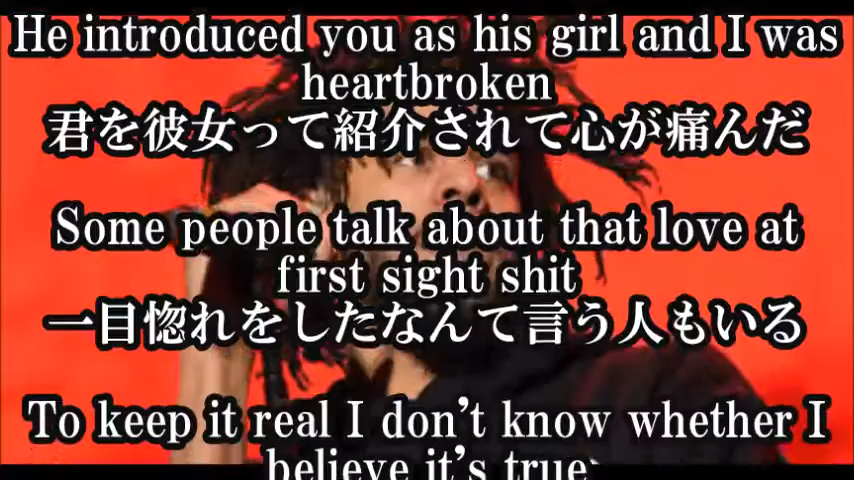 He introduced you as his girl and I was
heartbroken
君を彼女って紹介されて心が痛んだ
Some people talk about that love at
first sight shit
一目惚れをしたなんて言う人もいる
To keep it real I don't know whether I
believe it's true